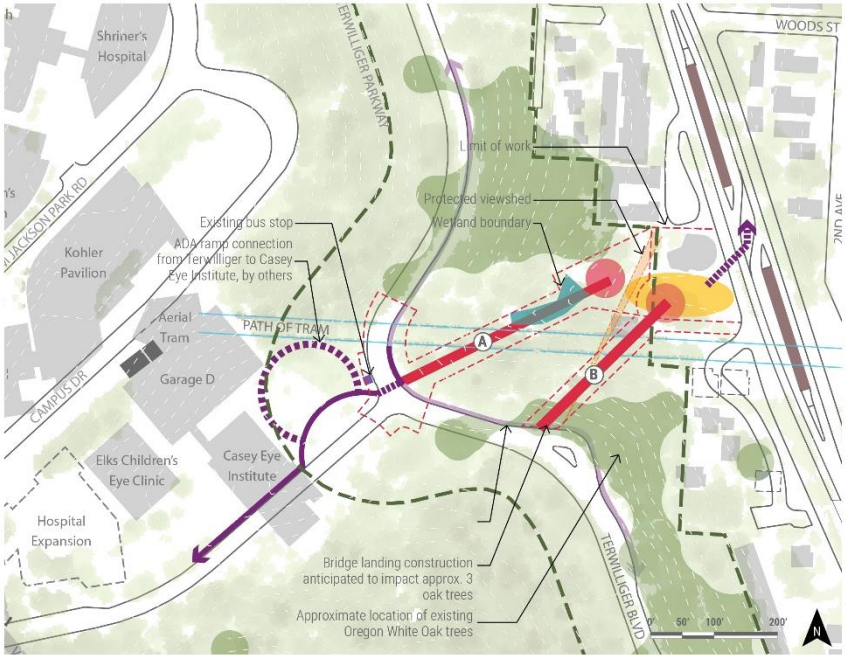 Shriner's
Hospital
TERWILLIGER PARKWAY
WOODS ST
JACKSON PARK RD
2ND AVE
Limit of work
Protected viewshed
Wetland boundary
Existing bus stop
ADA ramp connection
from Terwilliger to Casey
Eye Institute, by others
Kohler
Pavilion
Aerial
Tram
PATH OF TRAM
Garage D
CAMPUS DR
A
B
Elks Children's
Eye Clinic
Casey Eye
Institute
Hospital
Expansion
Bridge landing construction
anticipated to impact approx. 3
oak trees
Approximate location of existing
Oregon White Oak trees
TERWILLIGER BLVD
0' 50' 100' 200'
N